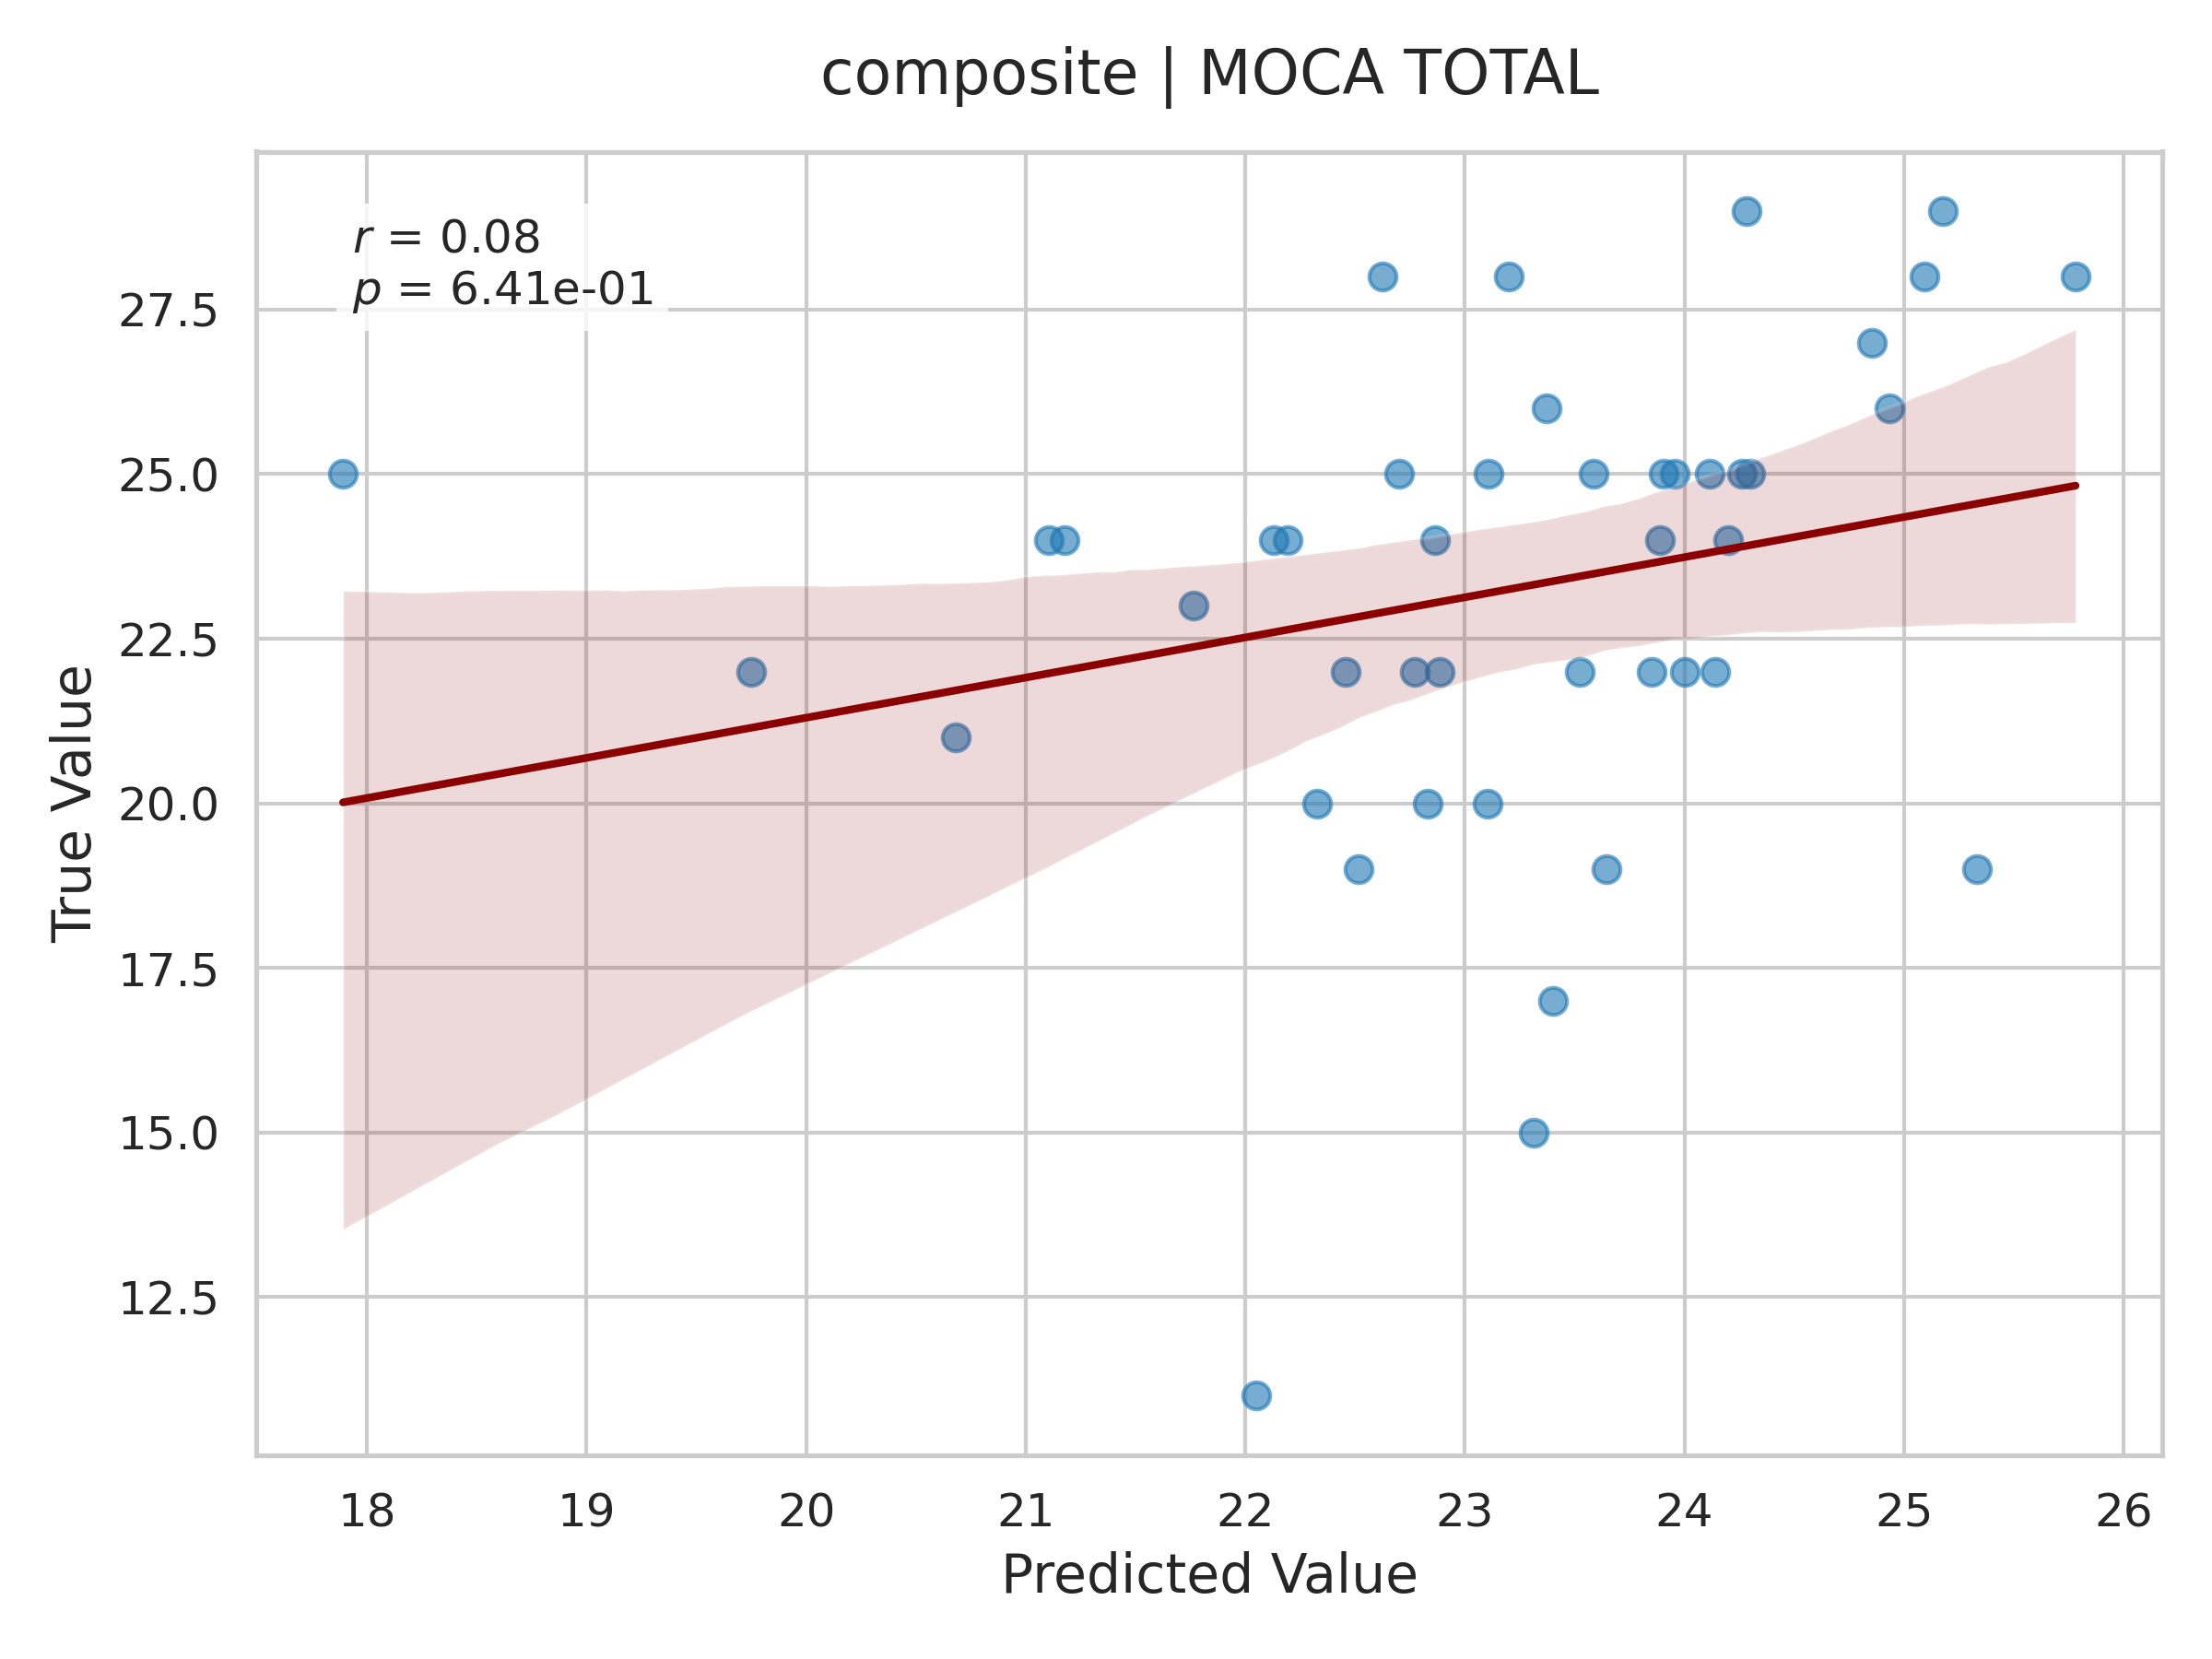 composite | MOCA TOTAL
r = 0.08
p = 6.41e-01
True Value
27.5
25.0
22.5
20.0
17.5
15.0
12.5
18 19 20 21 22 23 24 25 26
Predicted Value